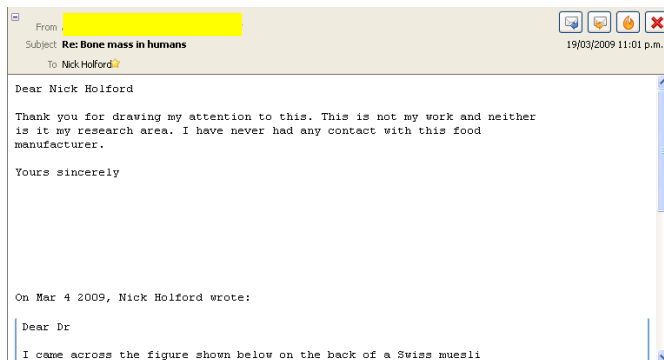 From
Subject Re: Bone mass in humans
19/03/2009 11:01 p.m.
To Nick Holford
Dear Nick Holford
Thank you for drawing my attention to this. This is not my work and neither
is it my research area. I have never had any contact with this food
manufacturer.
Yours sincerely
On Mar 4 2009, Nick Holford wrote:
Dear Dr
I came across the figure shown below on the back of a Swiss muesli